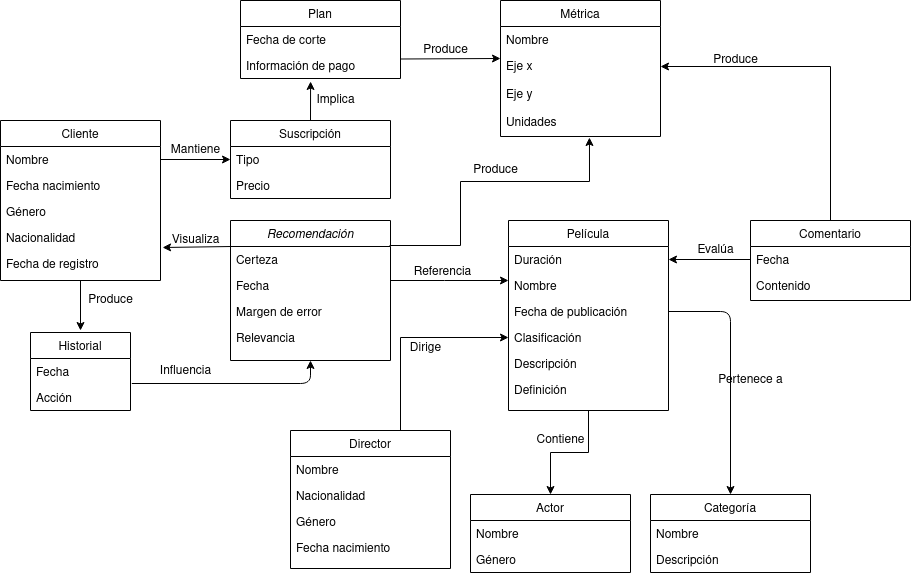 Plan
Fecha de corte
Información de pago
Produce
Métrica
Nombre
Eje x
Eje y
Unidades
Produce
Implica
Cliente
Nombre
Fecha nacimiento
Género
Nacionalidad
Fecha de registro
Mantiene
Suscripción
Tipo
Precio
Produce
Visualiza
Recomendación
Certeza
Fecha
Margen de error
Relevancia
Referencia
Película
Duración
Nombre
Fecha de publicación
Clasificación
Descripción
Definición
Evalúa
Comentario
Fecha
Contenido
Produce
Historial
Fecha
Acción
Influencia
Dirige
Pertenece a
Contiene
Director
Nombre
Nacionalidad
Género
Fecha nacimiento
Actor
Nombre
Género
Categoría
Nombre
Descripción